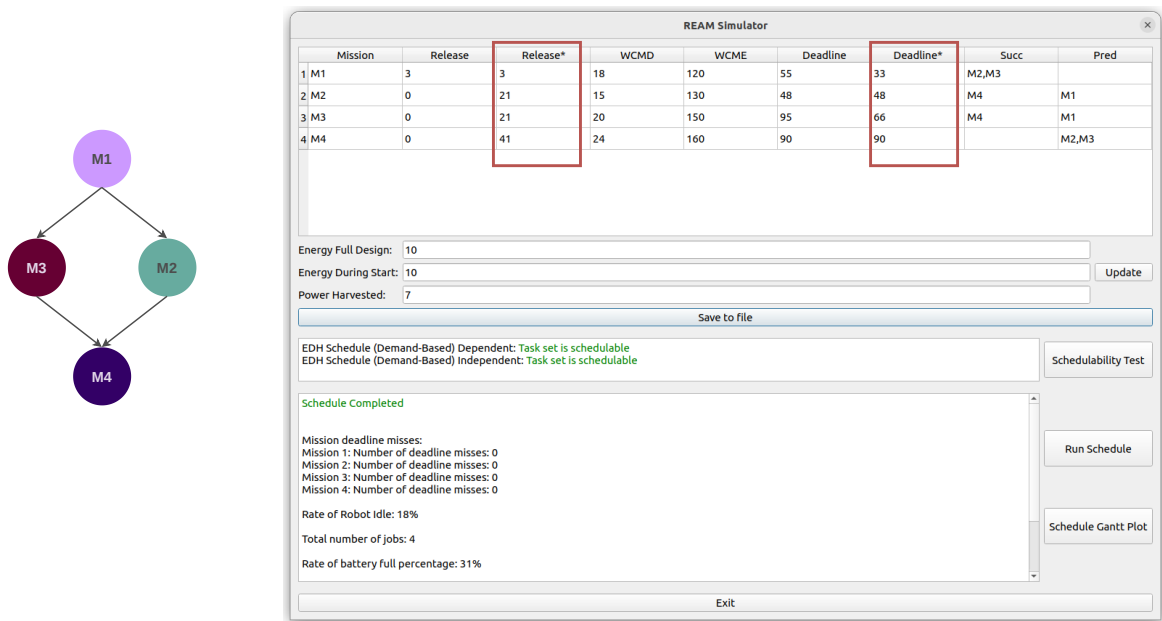 M1
M3
M2
M4
REAM Simulator
Mission Release Release* WCMD WCME Deadline Deadline* Succ Pred
1 M1 3 3 18 120 55 33 M2,M3
2 M2 0 21 15 130 48 48 M4 M1
3 M3 0 21 20 150 95 66 M4 M1
4 M4 0 41 24 160 90 90 M2,M3
Energy Full Design: 10
Energy During Start: 10 Update
Power Harvested: 7
Save to file
EDH Schedule (Demand-Based) Dependent: Task set is schedulable
EDH Schedule (Demand-Based) Independent: Task set is schedulable
Schedulability Test
Schedule Completed
Mission deadline misses:
Mission 1: Number of deadline misses: 0
Mission 2: Number of deadline misses: 0
Mission 3: Number of deadline misses: 0
Mission 4: Number of deadline misses: 0
Rate of Robot Idle: 18%
Total number of jobs: 4
Rate of battery full percentage: 31%
Run Schedule
Schedule Gantt Plot
Exit